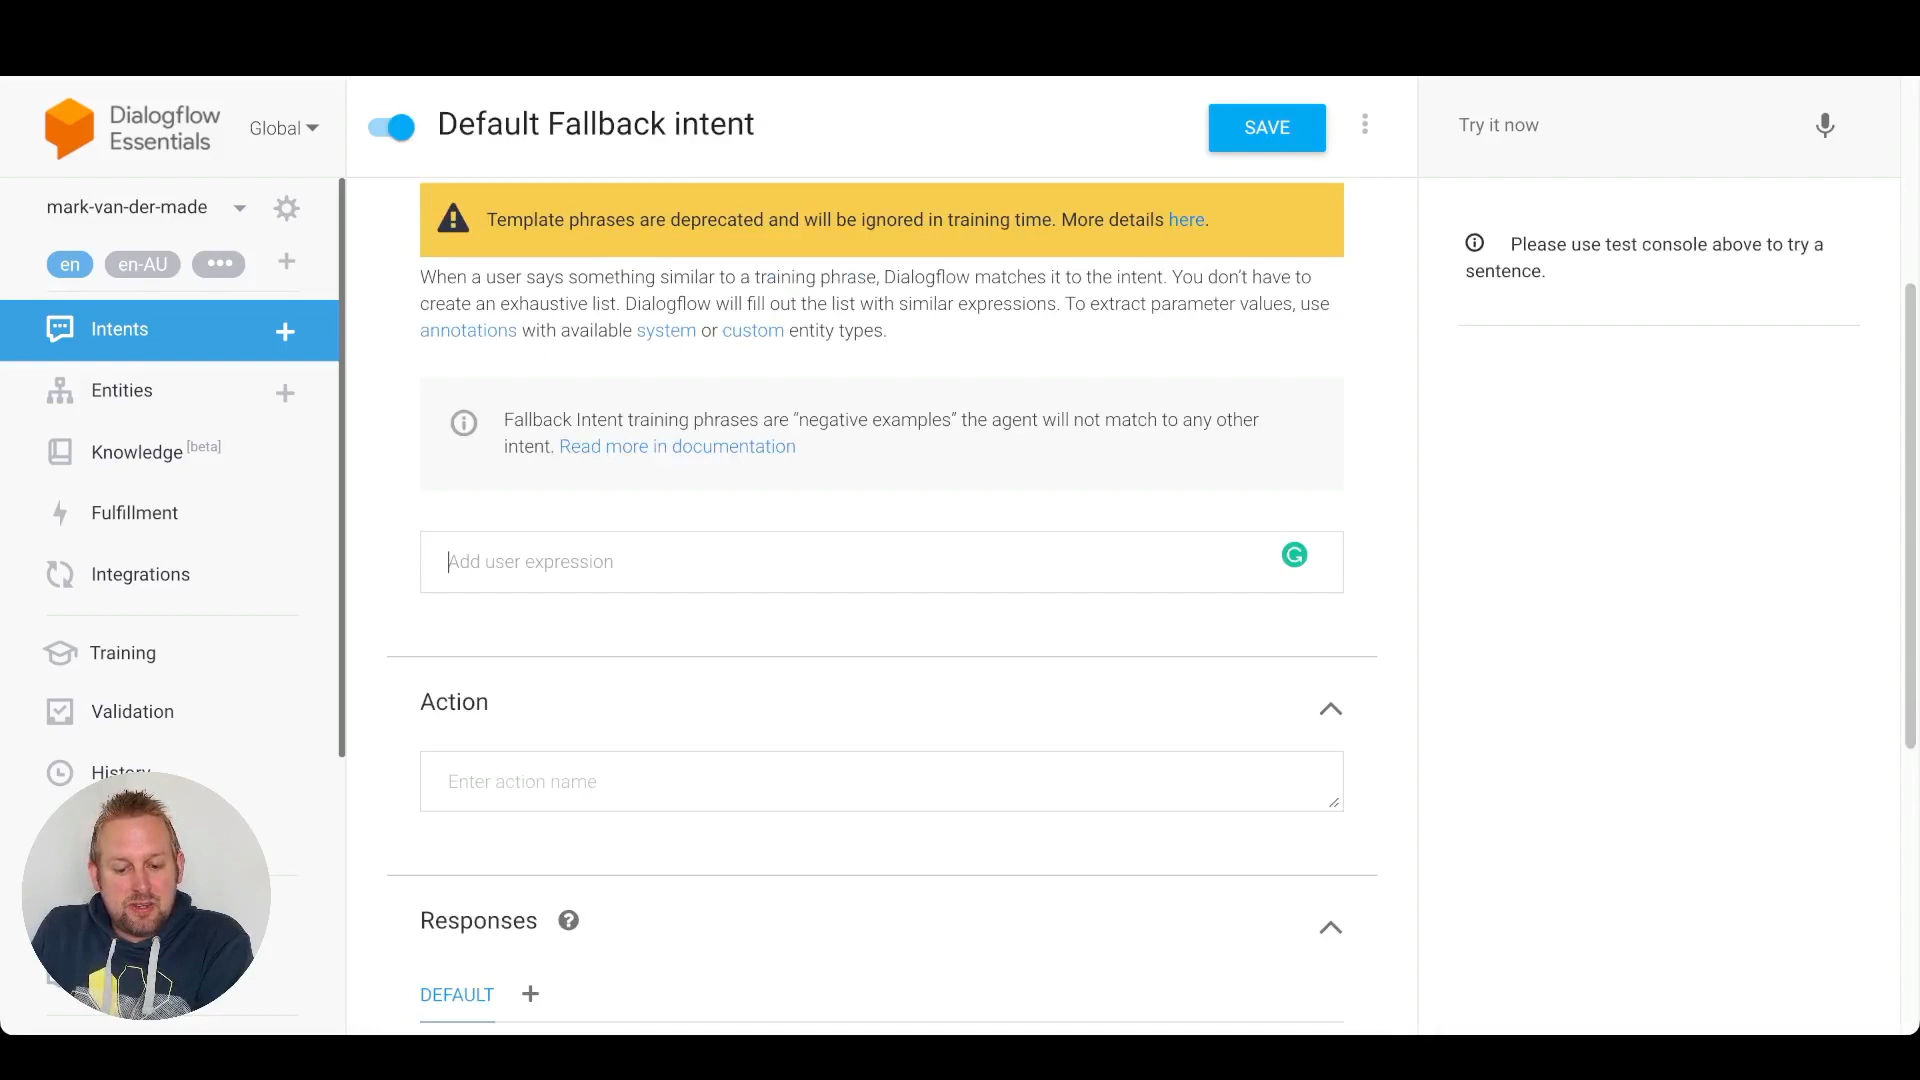 Dialogflow
Essentials
Global
Default Fallback intent
SAVE
Try it now
mark-van-der-made
en
en-AU
Template phrases are deprecated and will be ignored in training time. More details here.
When a user says something similar to a training phrase, Dialogflow matches it to the intent. You don't have to
create an exhaustive list. Dialogflow will fill out the list with similar expressions. To extract parameter values, use
annotations with available system or custom entity types.
Please use test console above to try a
sentence.
Intents
Entities
Knowledge [beta]
Fulfillment
Integrations
Training
Validation
History
Fallback Intent training phrases are "negative examples" the agent will not match to any other
intent. Read more in documentation
Add user expression
Action
Enter action name
Responses
DEFAULT